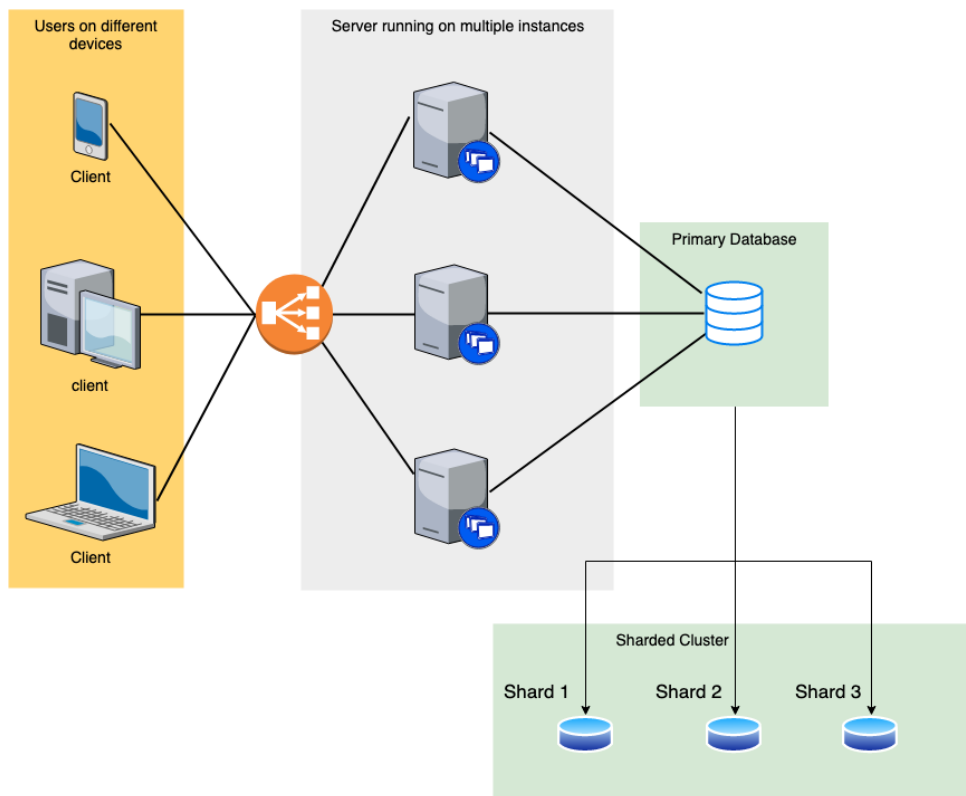 Users on different
devices
Server running on multiple instances
Client
client
Client
Primary Database
Sharded Cluster
Shard 1
Shard 2
Shard 3